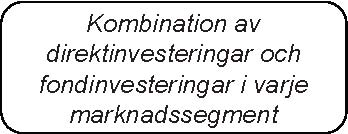 Kombination av
direktinvesteringar och
fondinvesteringar i varje
marknadssegment